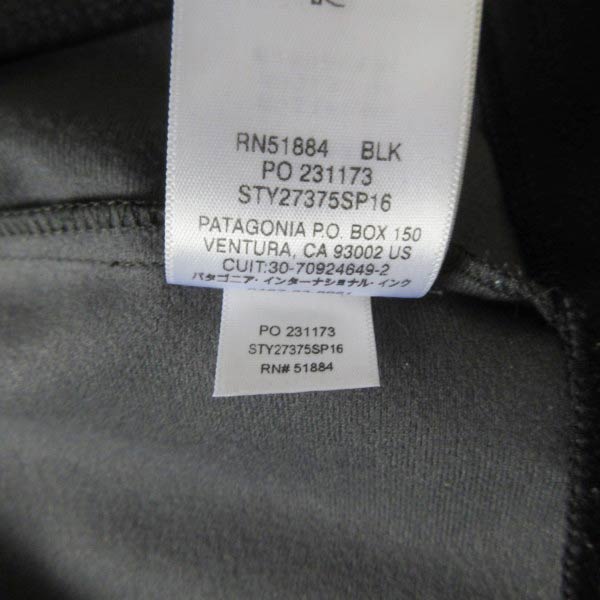 RN51884 BLK
PO 231173
STY27375SP16
PATAGONIA P.O. BOX 150
VENTURA, CA 93002 US
CUIT:30-70924649-2
パタゴニア・インターナショナル・インク
PO 231173
STY27375SP16
RN# 51884